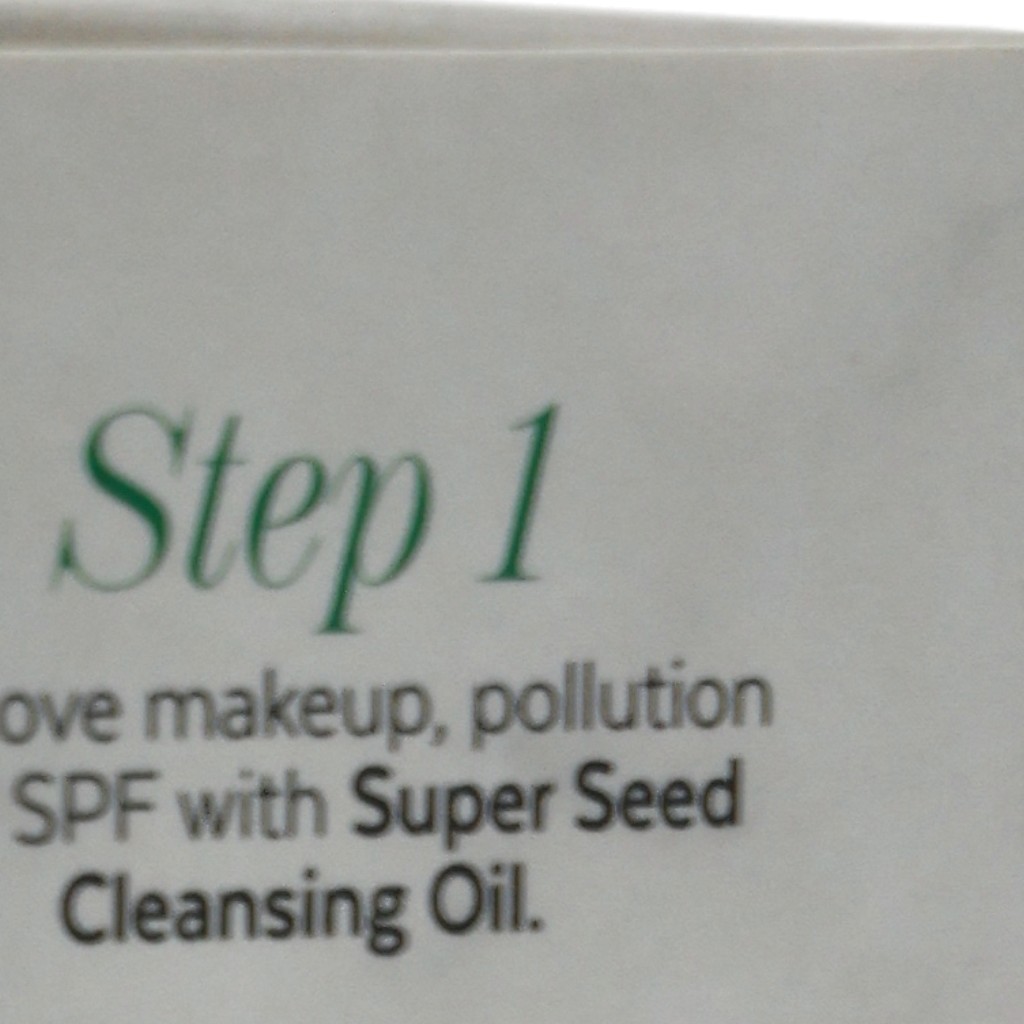 Step 1
ove makeup, pollution
SPF with Super Seed
Cleansing Oil.